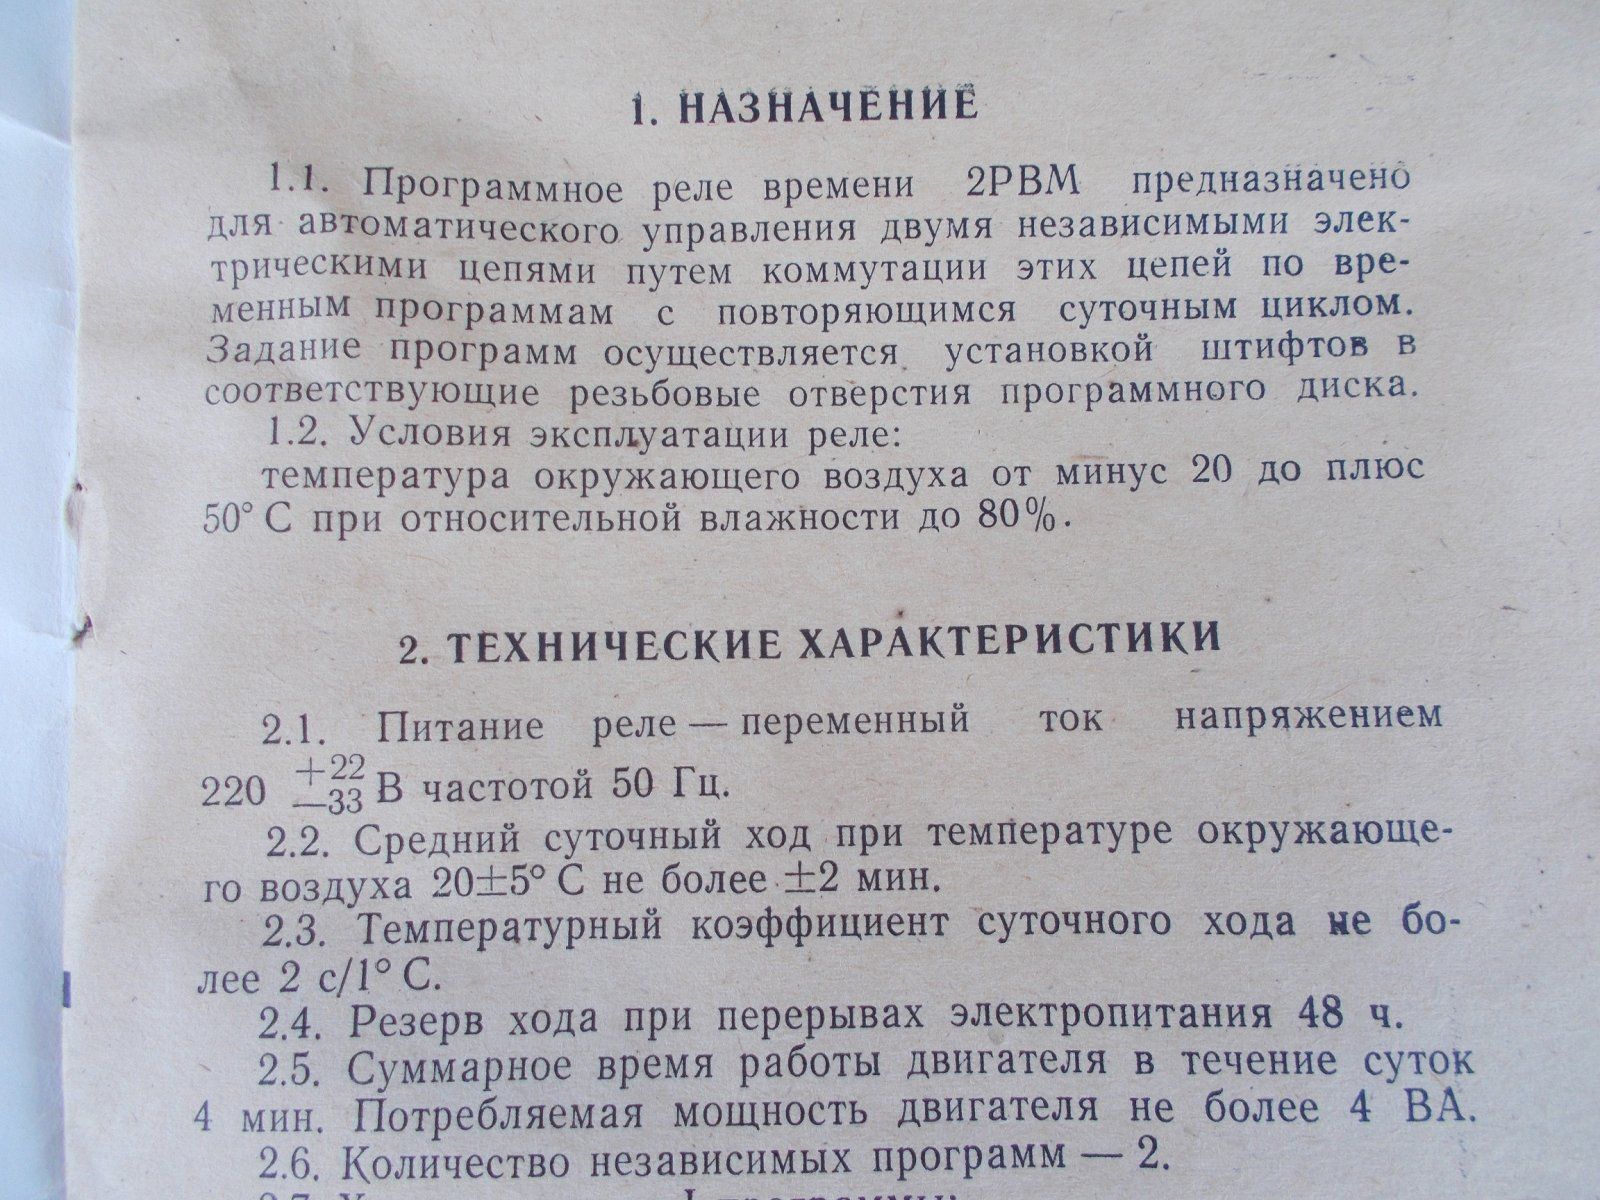 1. НАЗНАЧЕНИЕ
1.1. Программное реле времени 2РВМ предназначено
для автоматического управления двумя независимыми элек-
трическими цепями путем коммутации этих цепей по вре-
менным программам с повторяющимся суточным циклом.
Задание программ осуществляется установкой штифтов в
соответствующие резьбовые отверстия программного диска.
1.2. Условия эксплуатации реле:
температура окружающего воздуха от минус 20 до плюс
50° С при относительной влажности до 80%.
2. ТЕХНИЧЕСКИЕ ХАРАКТЕРИСТИКИ
2.1. Питание реле — переменный ток напряжением
220 +22 —33 В частотой 50 Гц.
2.2. Средний суточный ход при температуре окружающе-
го воздуха 20±5° С не более ±2 мин.
2.3. Температурный коэффициент суточного хода не бо-
лее 2 с/1° С.
2.4. Резерв хода при перерывах электропитания 48 ч.
2.5. Суммарное время работы двигателя в течение суток
4 мин. Потребляемая мощность двигателя не более 4 ВА.
2.6. Количество независимых программ — 2.